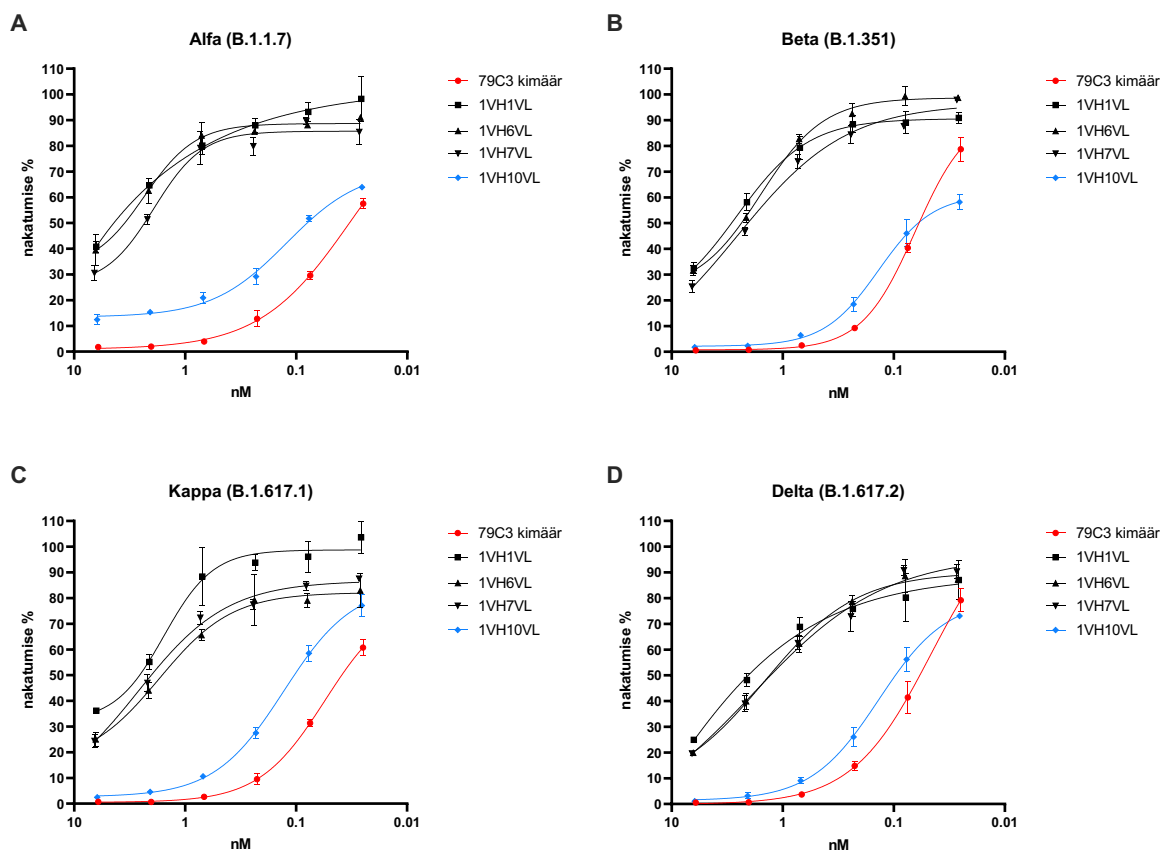 A
Alfa (B.1.1.7)
nakatumise %
110
100
90
80
70
60
50
40
30
20
10
0
10
1
0.1
0.01
nM
79C3 kimäär
1VH1VL
1VH6VL
1VH7VL
1VH10VL
B
Beta (B.1.351)
nakatumise %
110
100
90
80
70
60
50
40
30
20
10
0
10
1
0.1
0.01
nM
79C3 kimäär
1VH1VL
1VH6VL
1VH7VL
1VH10VL
C
Kappa (B.1.617.1)
nakatumise %
110
100
90
80
70
60
50
40
30
20
10
0
10
1
0.1
0.01
nM
79C3 kimäär
1VH1VL
1VH6VL
1VH7VL
1VH10VL
D
Delta (B.1.617.2)
nakatumise %
110
100
90
80
70
60
50
40
30
20
10
0
10
1
0.1
0.01
nM
79C3 kimäär
1VH1VL
1VH6VL
1VH7VL
1VH10VL